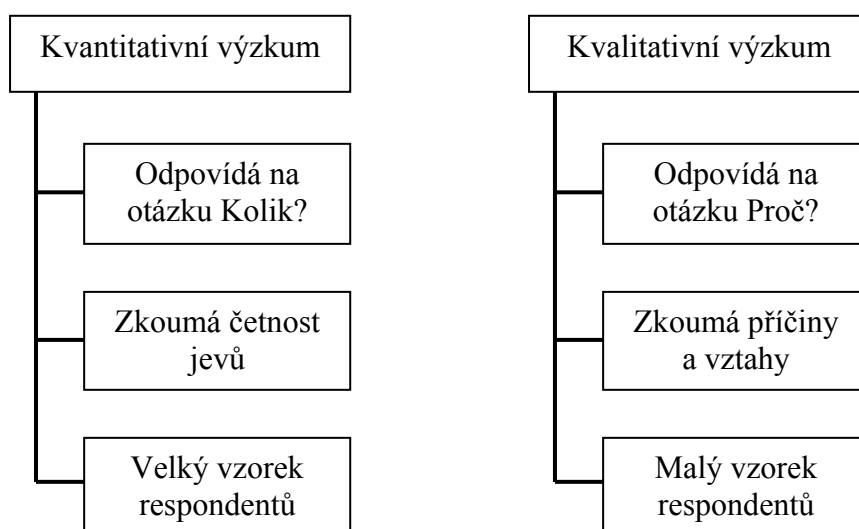 Kvantitativní výzkum
Odpovídá na
otázku Kolik?
Zkoumá četnost
jevů
Velký vzorek
respondentů
Kvalitativní výzkum
Odpovídá na
otázku Proč?
Zkoumá příčiny
a vztahy
Malý vzorek
respondentů